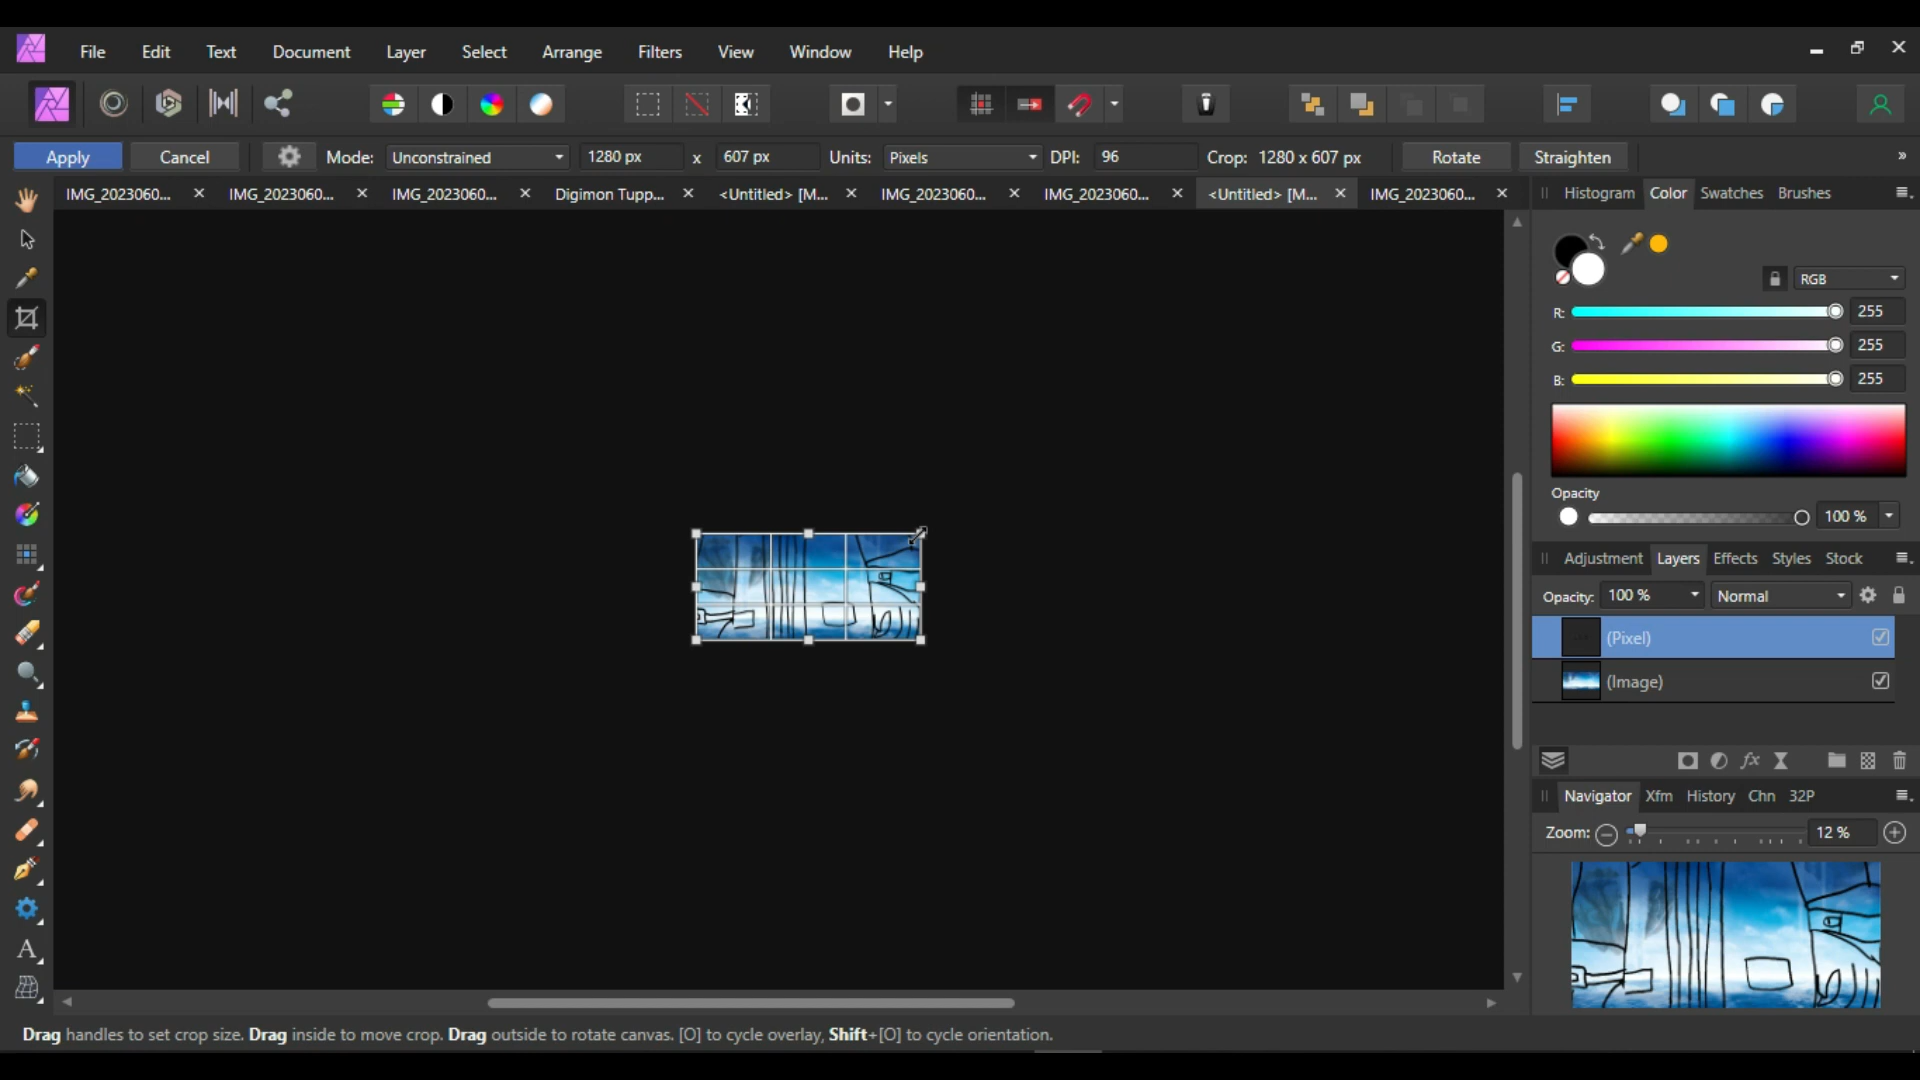 File Edit Text Document Layer Select Arrange Filters View Window Help
Apply Cancel Mode: Unconstrained 1280 px x 607 px Units: Pixels DPI: 96 Crop: 1280 x 607 px Rotate Straighten »
IMG_2023060... × IMG_2023060... × IMG_2023060... × Digimon Tupp... × <Untitled> [M... × IMG_2023060... × IMG_2023060... × <Untitled> [M... × IMG_2023060... ×
Histogram Color Swatches Brushes
RGB
R: 255
G: 255
B: 255
Opacity
100 %
Adjustment Layers Effects Styles Stock
Opacity: 100 % Normal
(Pixel)
(Image)
fx
Navigator Xfm History Chn 32P
Zoom: 12 %
A
Drag handles to set crop size. Drag inside to move crop. Drag outside to rotate canvas. [O] to cycle overlay, Shift+[O] to cycle orientation.